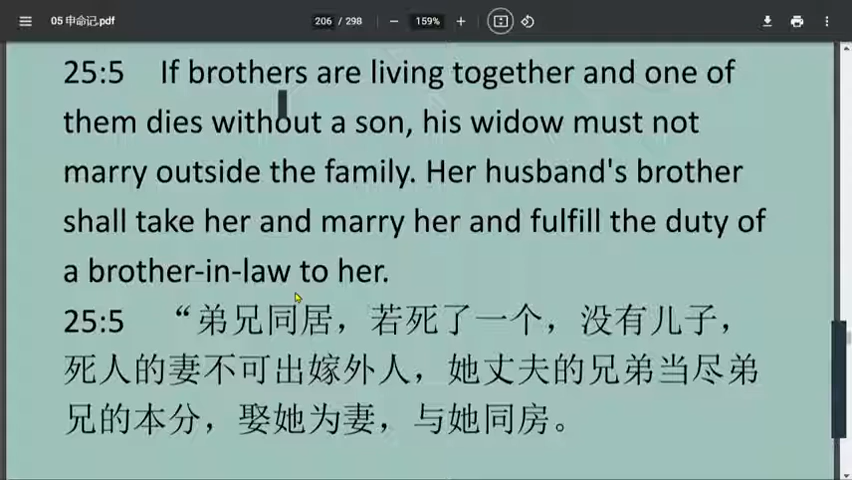 05 申命记.pdf
206 / 298
159%
25:5 If brothers are living together and one of
them dies without a son, his widow must not
marry outside the family. Her husband's brother
shall take her and marry her and fulfill the duty of
a brother-in-law to her.
25:5 “弟兄同居，若死了一个，没有儿子，
死人的妻不可出嫁外人，她丈夫的兄弟当尽弟
兄的本分，娶她为妻，与她同房。